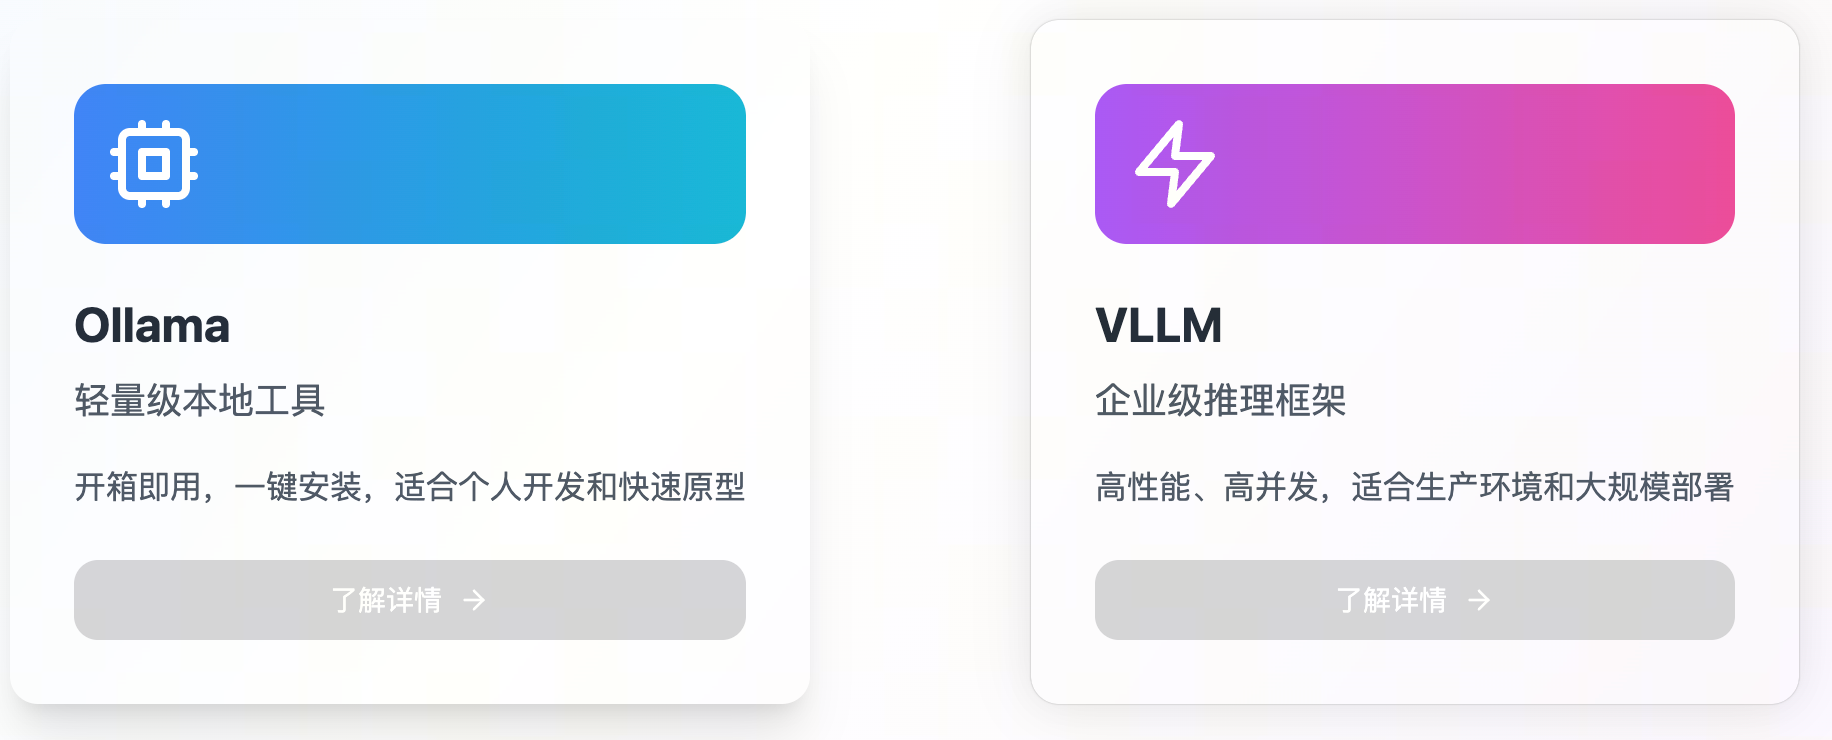 Ollama
轻量级本地工具
开箱即用，一键安装，适合个人开发和快速原型
了解详情 →
VLLM
企业级推理框架
高性能、高并发，适合生产环境和大规模部署
了解详情 →